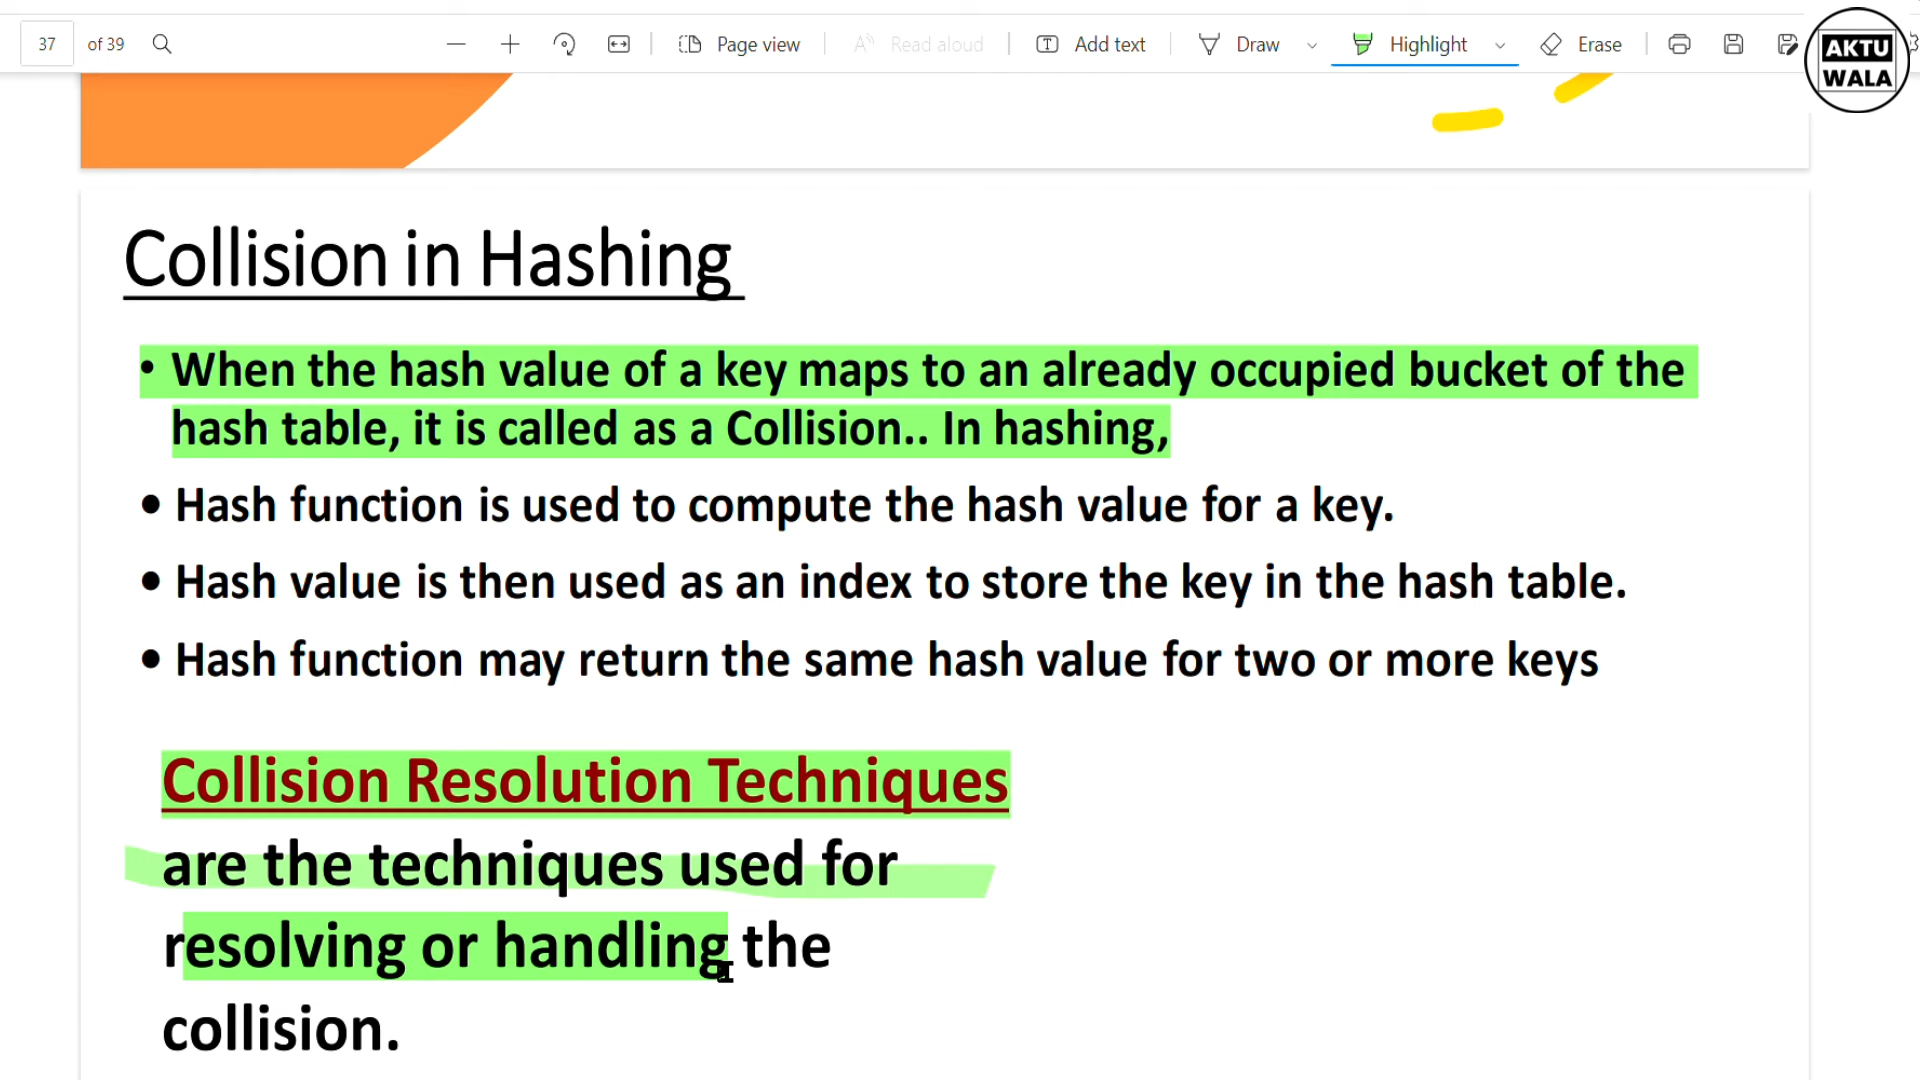 37 of 39 Page view Read aloud Add text Draw Highlight Erase
AKTU
WALA
Collision in Hashing
• When the hash value of a key maps to an already occupied bucket of the
hash table, it is called as a Collision.. In hashing,
• Hash function is used to compute the hash value for a key.
• Hash value is then used as an index to store the key in the hash table.
• Hash function may return the same hash value for two or more keys
Collision Resolution Techniques
are the techniques used for
resolving or handling the
collision.